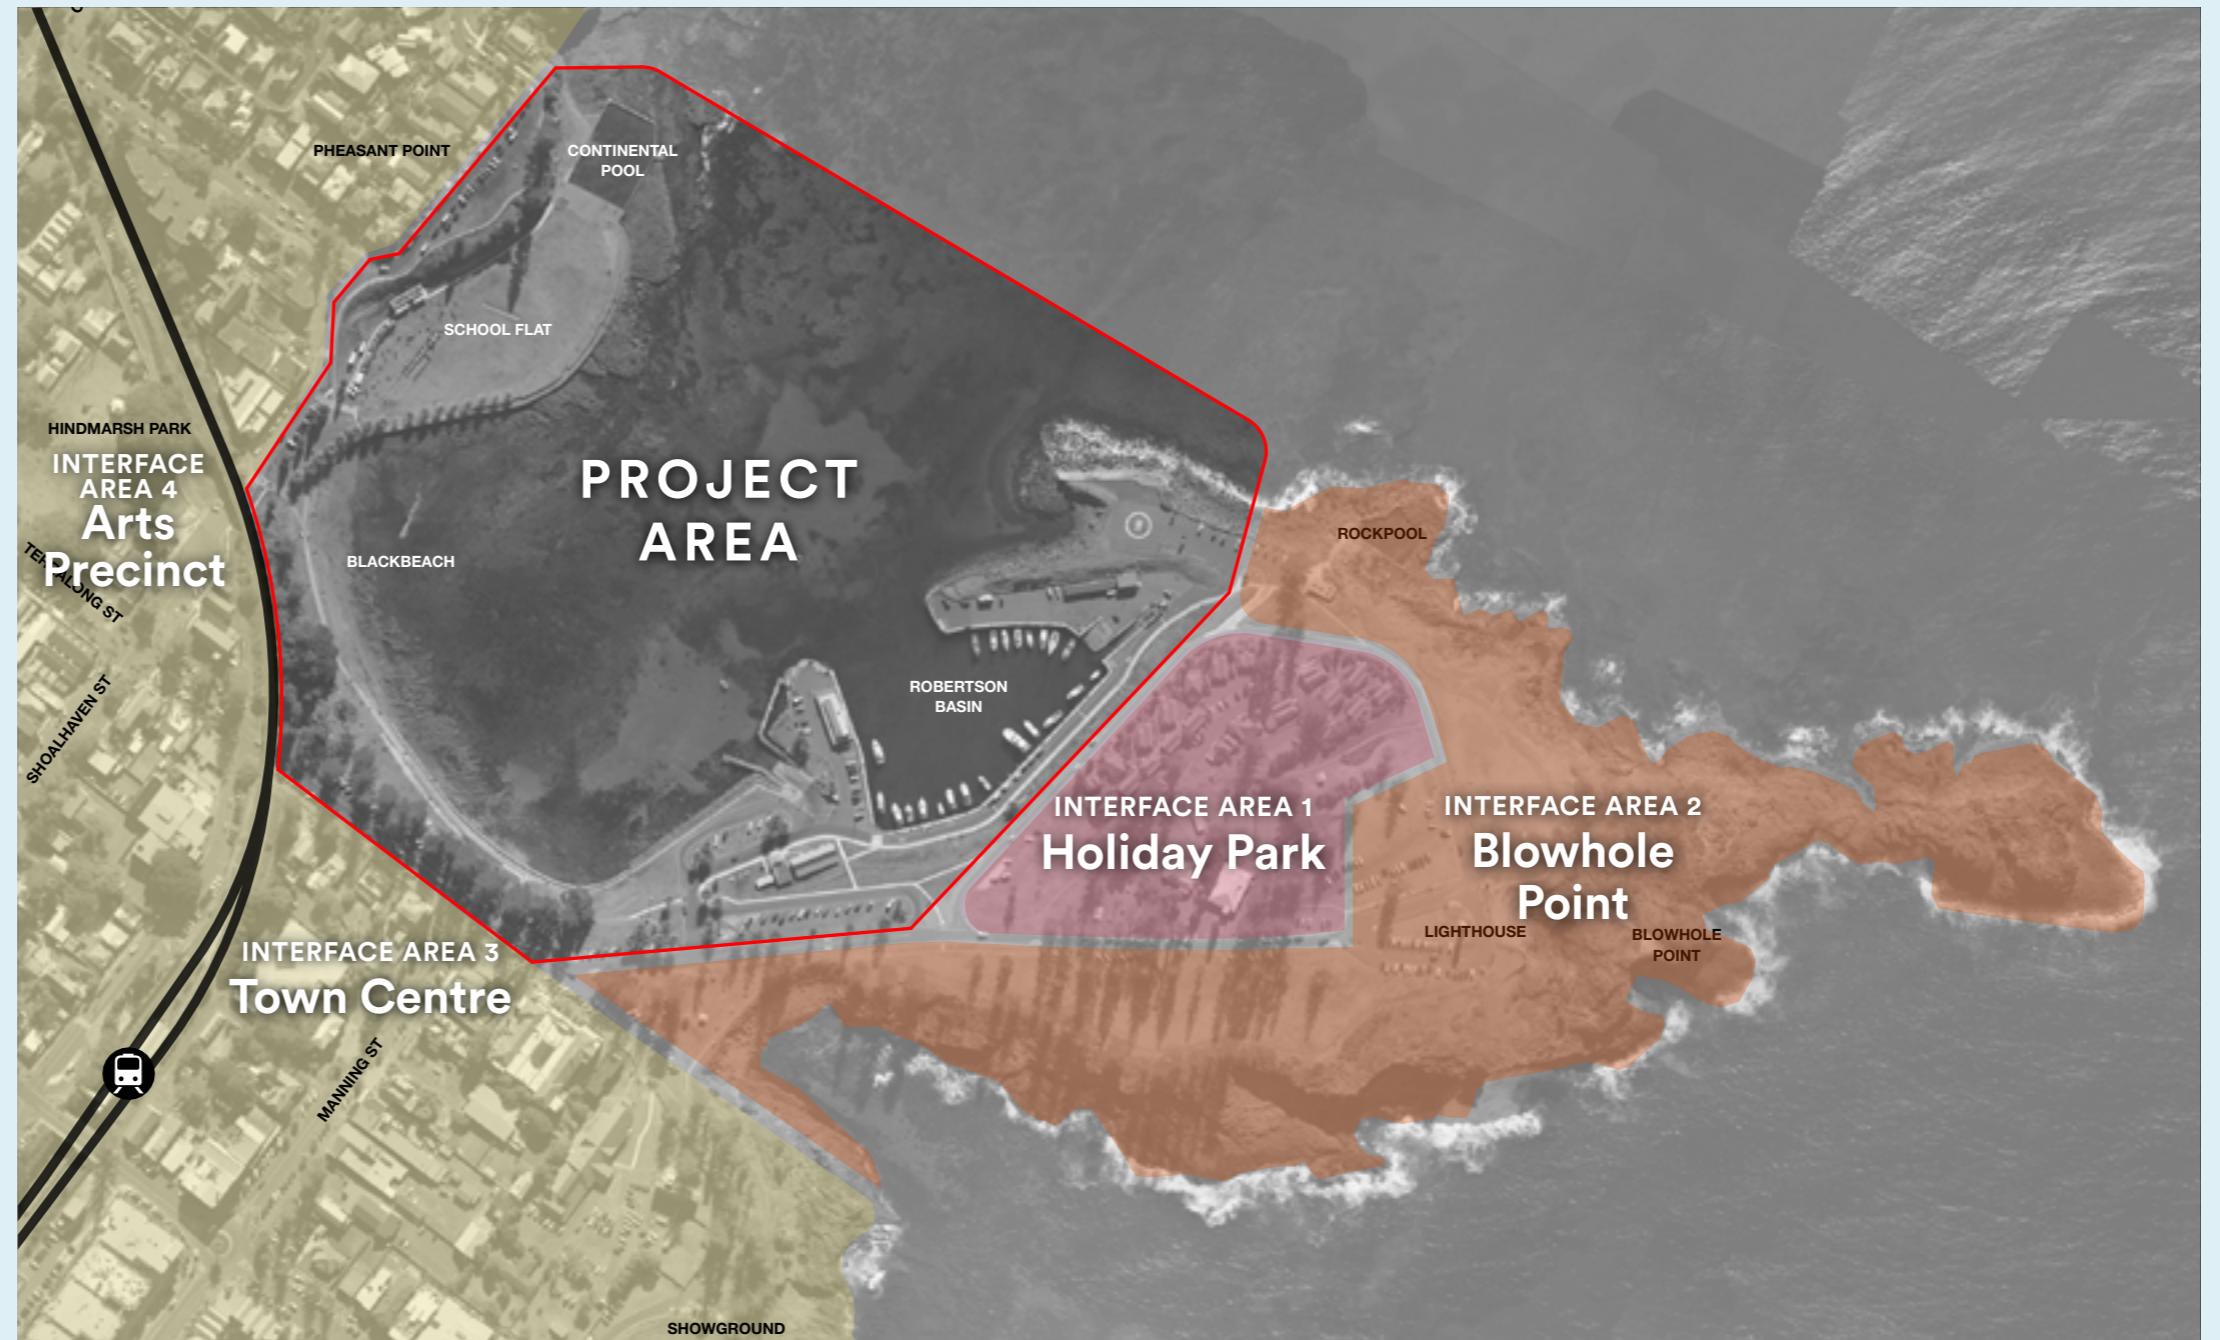 PHEASANT POINT
CONTINENTAL
POOL
SCHOOL FLAT
HINDMARSH PARK
INTERFACE
AREA 4
Arts
Precinct
TERRALONG ST
SHOALHAVEN ST
BLACKBEACH
PROJECT
AREA
ROCKPOOL
ROBERTSON
BASIN
INTERFACE AREA 1
Holiday Park
INTERFACE AREA 2
Blowhole
Point
LIGHTHOUSE
BLOWHOLE
POINT
INTERFACE AREA 3
Town Centre
MANNING ST
SHOWGROUND